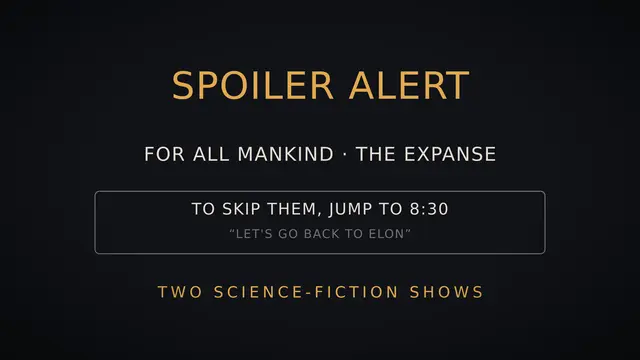 SPOILER ALERT
FOR ALL MANKIND · THE EXPANSE
TO SKIP THEM, JUMP TO 8:30
“LET'S GO BACK TO ELON”
TWO SCIENCE-FICTION SHOWS